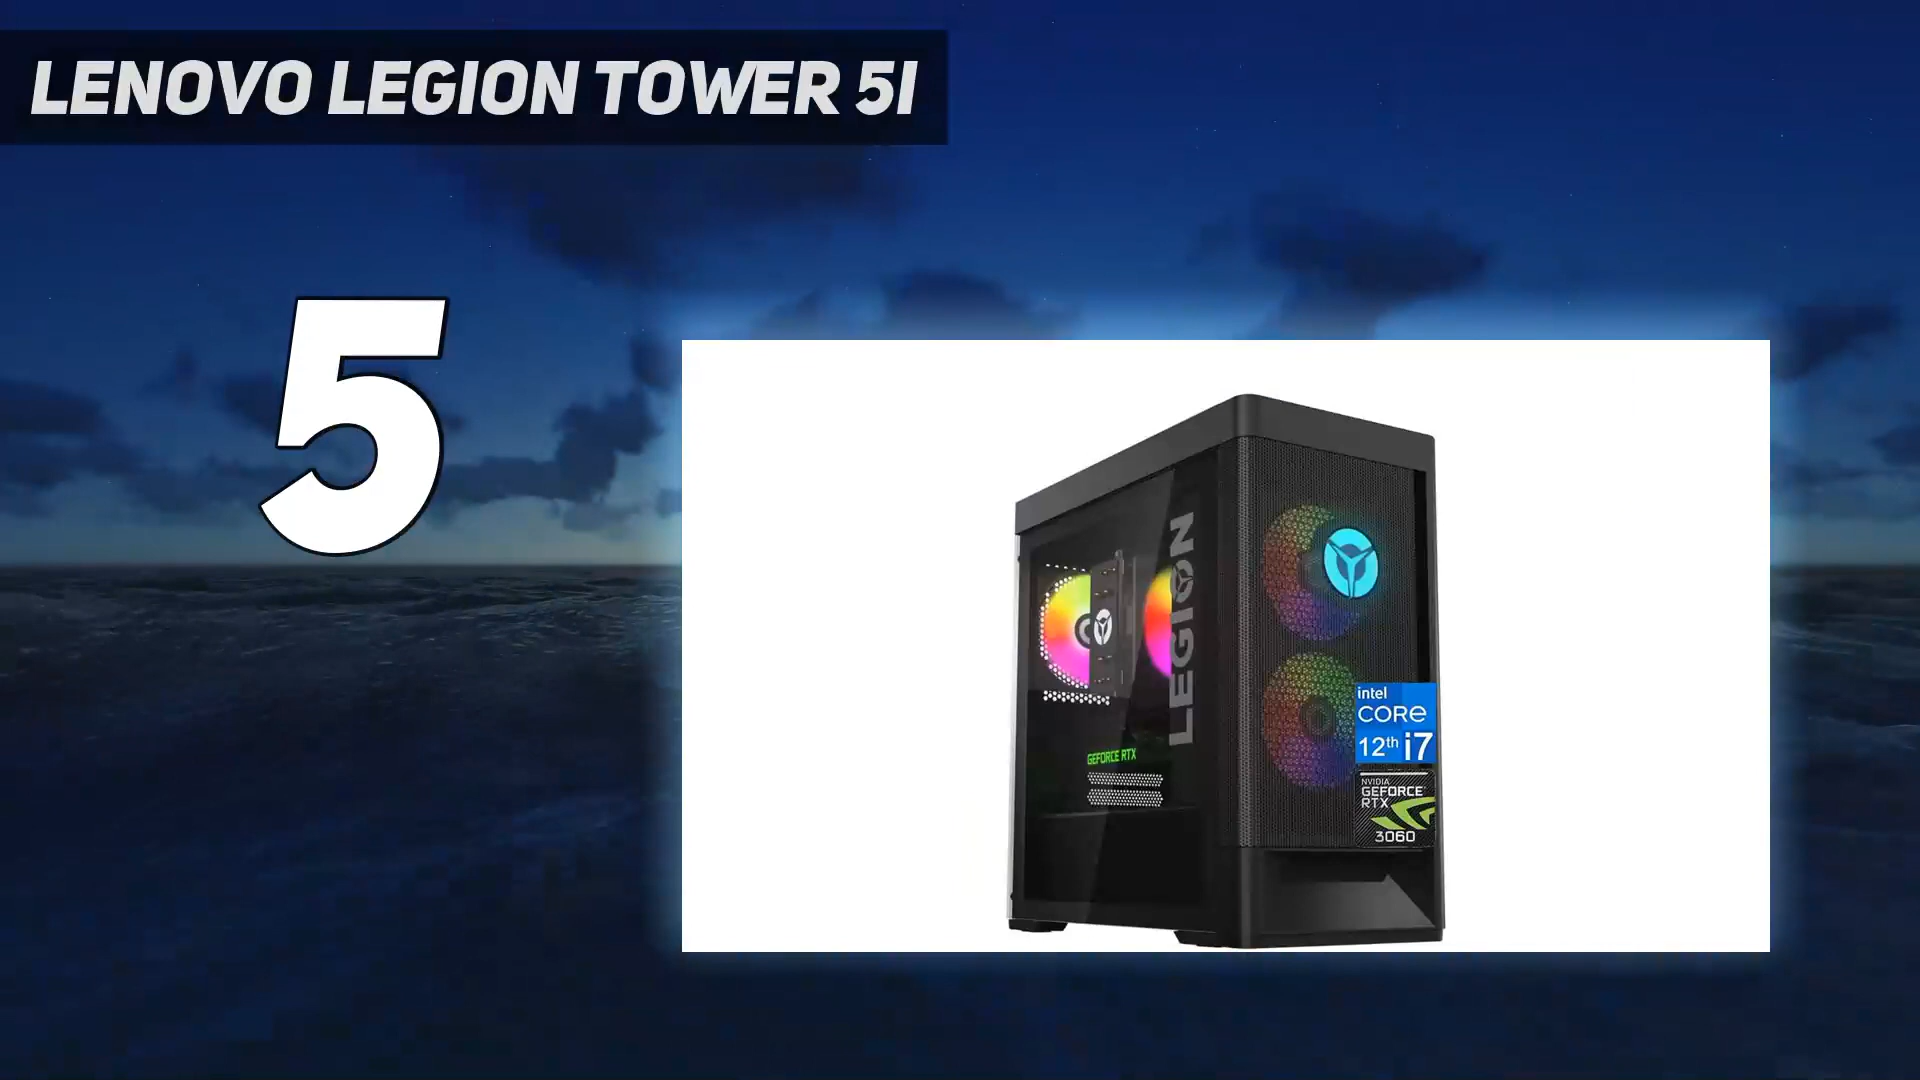 LENOVO LEGION TOWER 5I
5
LEGION
GEFORCE RTX
intel
CORE
12th i7
NVIDIA
GEFORCE
RTX
3060